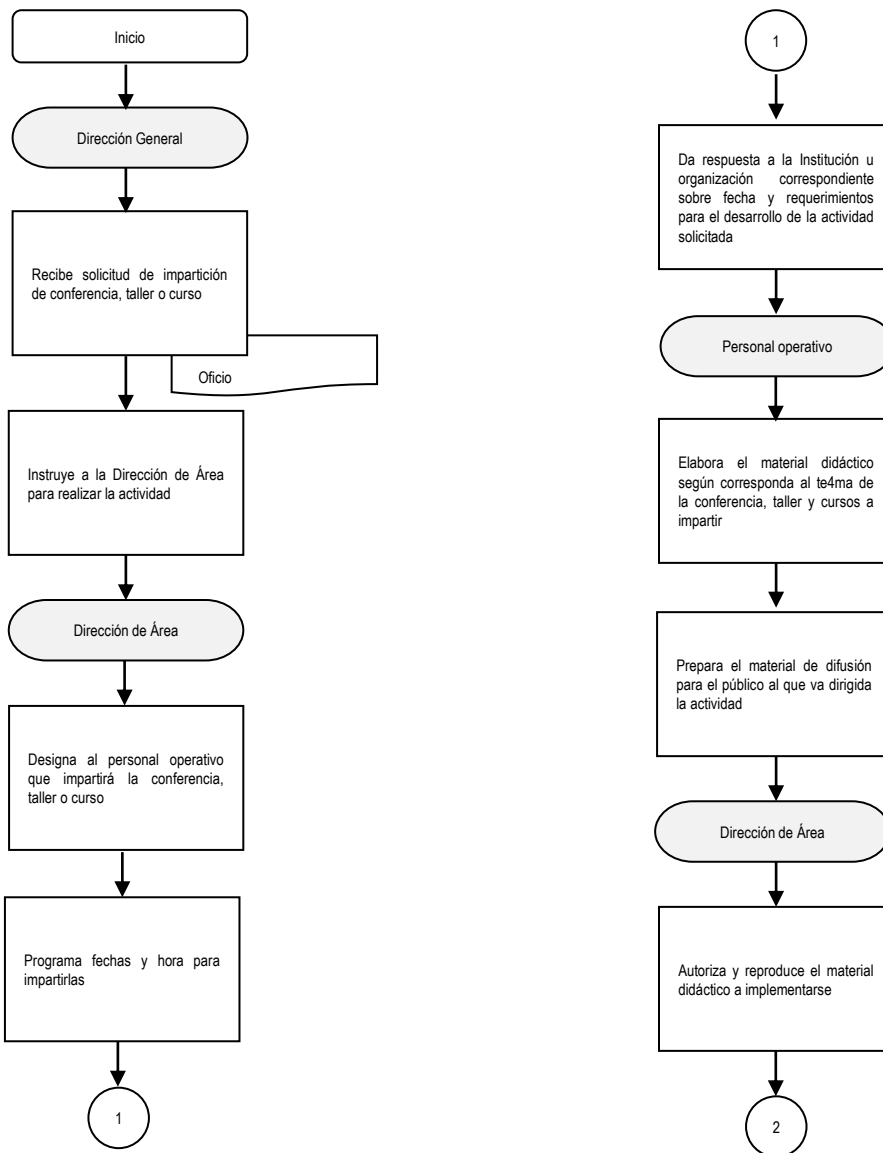 Inicio
Dirección General
Recibe solicitud de impartición
de conferencia, taller o curso
Oficio
Instruye a la Dirección de Área
para realizar la actividad
Dirección de Área
Designa al personal operativo
que impartirá la conferencia,
taller o curso
Programa fechas y hora para
impartirlas
1
1
Da respuesta a la Institución u
organización correspondiente
sobre fecha y requerimientos
para el desarrollo de la actividad
solicitada
Personal operativo
Elabora el material didáctico
según corresponda al te4ma de
la conferencia, taller y cursos a
impartir
Prepara el material de difusión
para el público al que va dirigida
la actividad
Dirección de Área
Autoriza y reproduce el material
didáctico a implementarse
2